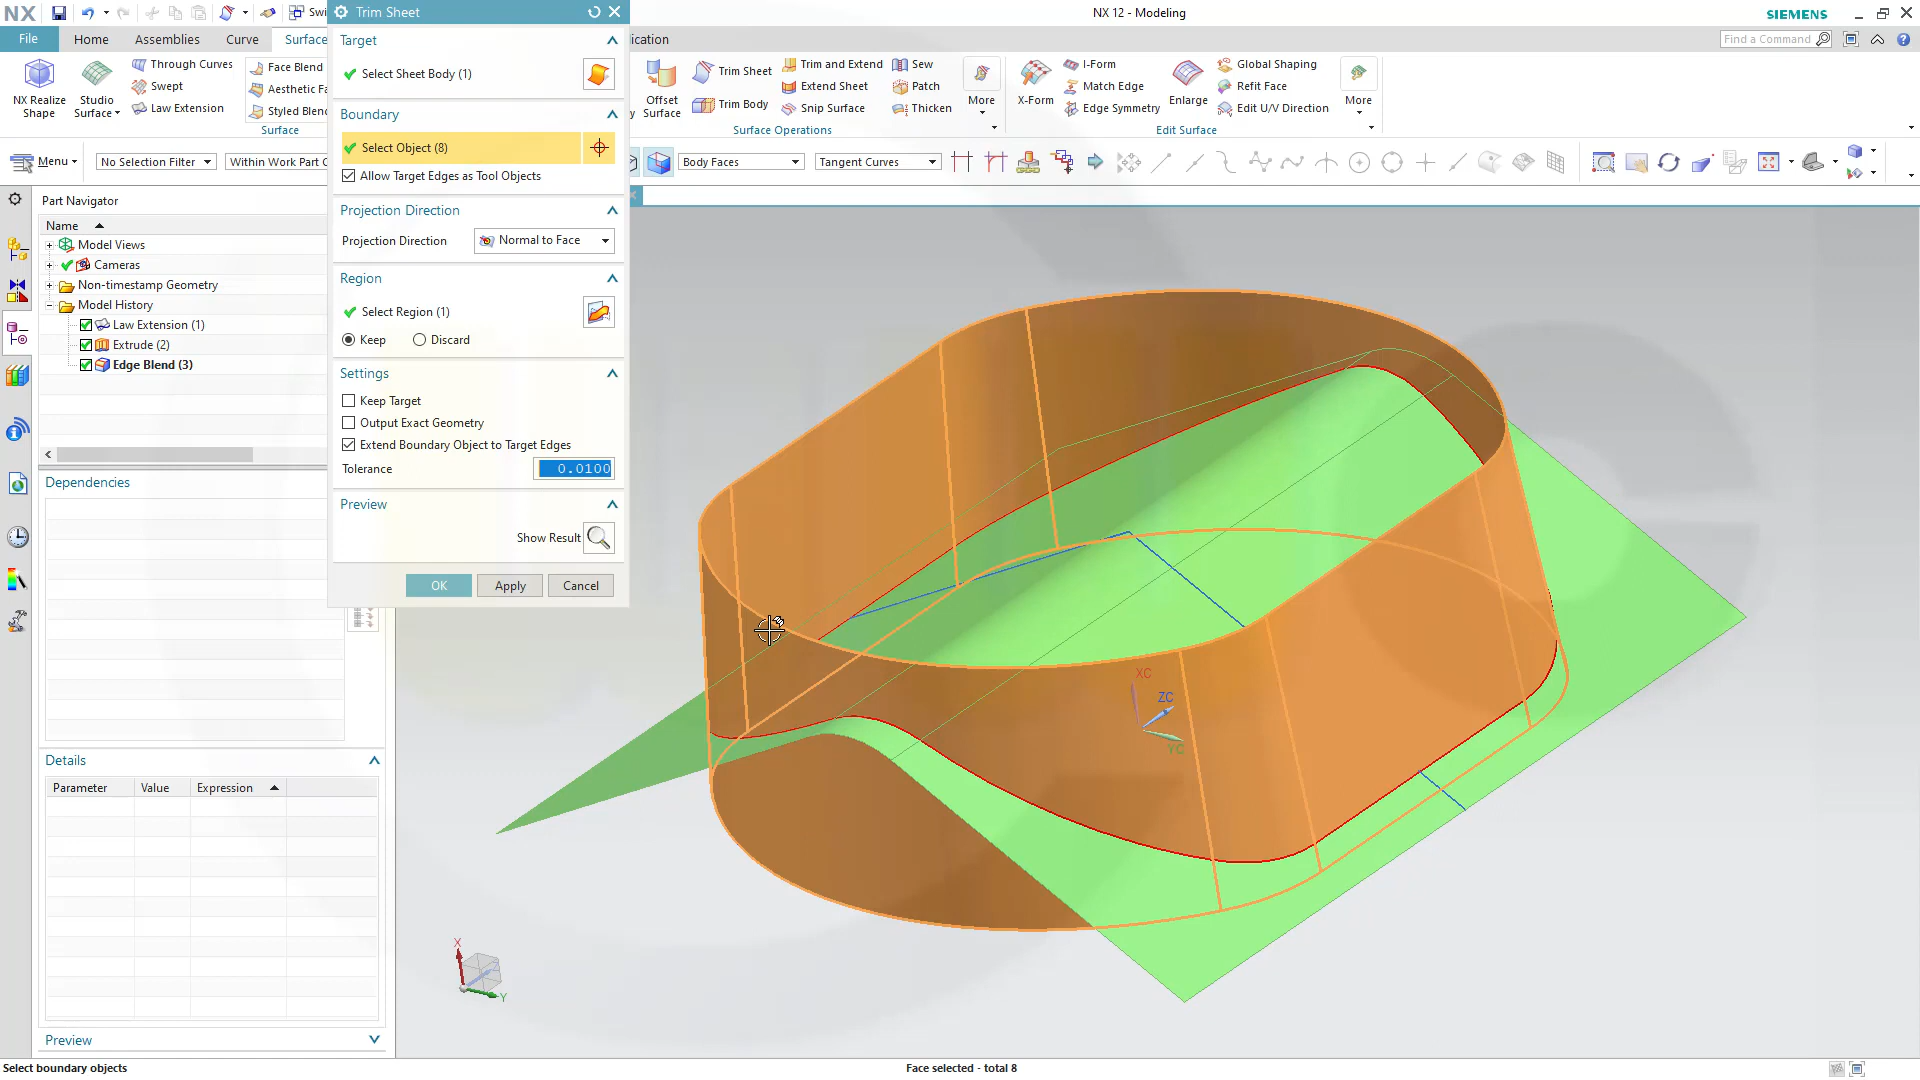 NX
Swi
Trim Sheet
NX 12 - Modeling
SIEMENS
File
Home
Assemblies
Curve
Surface
ication
Find a Command
NX Realize Shape
Studio Surface
Through Curves
Swept
Law Extension
Face Blend
Aesthetic Fa
Styled Blend
Surface
Offset Surface
Trim Sheet
Trim Body
Trim and Extend
Extend Sheet
Snip Surface
Sew
Patch
Thicken
More
Surface Operations
X-Form
I-Form
Match Edge
Edge Symmetry
Enlarge
Global Shaping
Refit Face
Edit U/V Direction
More
Edit Surface
Menu
No Selection Filter
Within Work Part O
Body Faces
Tangent Curves
Target
Select Sheet Body (1)
Boundary
Select Object (8)
Allow Target Edges as Tool Objects
Projection Direction
Projection Direction
Normal to Face
Region
Select Region (1)
Keep
Discard
Settings
Keep Target
Output Exact Geometry
Extend Boundary Object to Target Edges
Tolerance
0.0100
Preview
Show Result
OK
Apply
Cancel
Part Navigator
Name
Model Views
Cameras
Non-timestamp Geometry
Model History
Law Extension (1)
Extrude (2)
Edge Blend (3)
Dependencies
Details
Parameter
Value
Expression
Preview
XC
ZC
YC
X
Y
Select boundary objects
Face selected - total 8